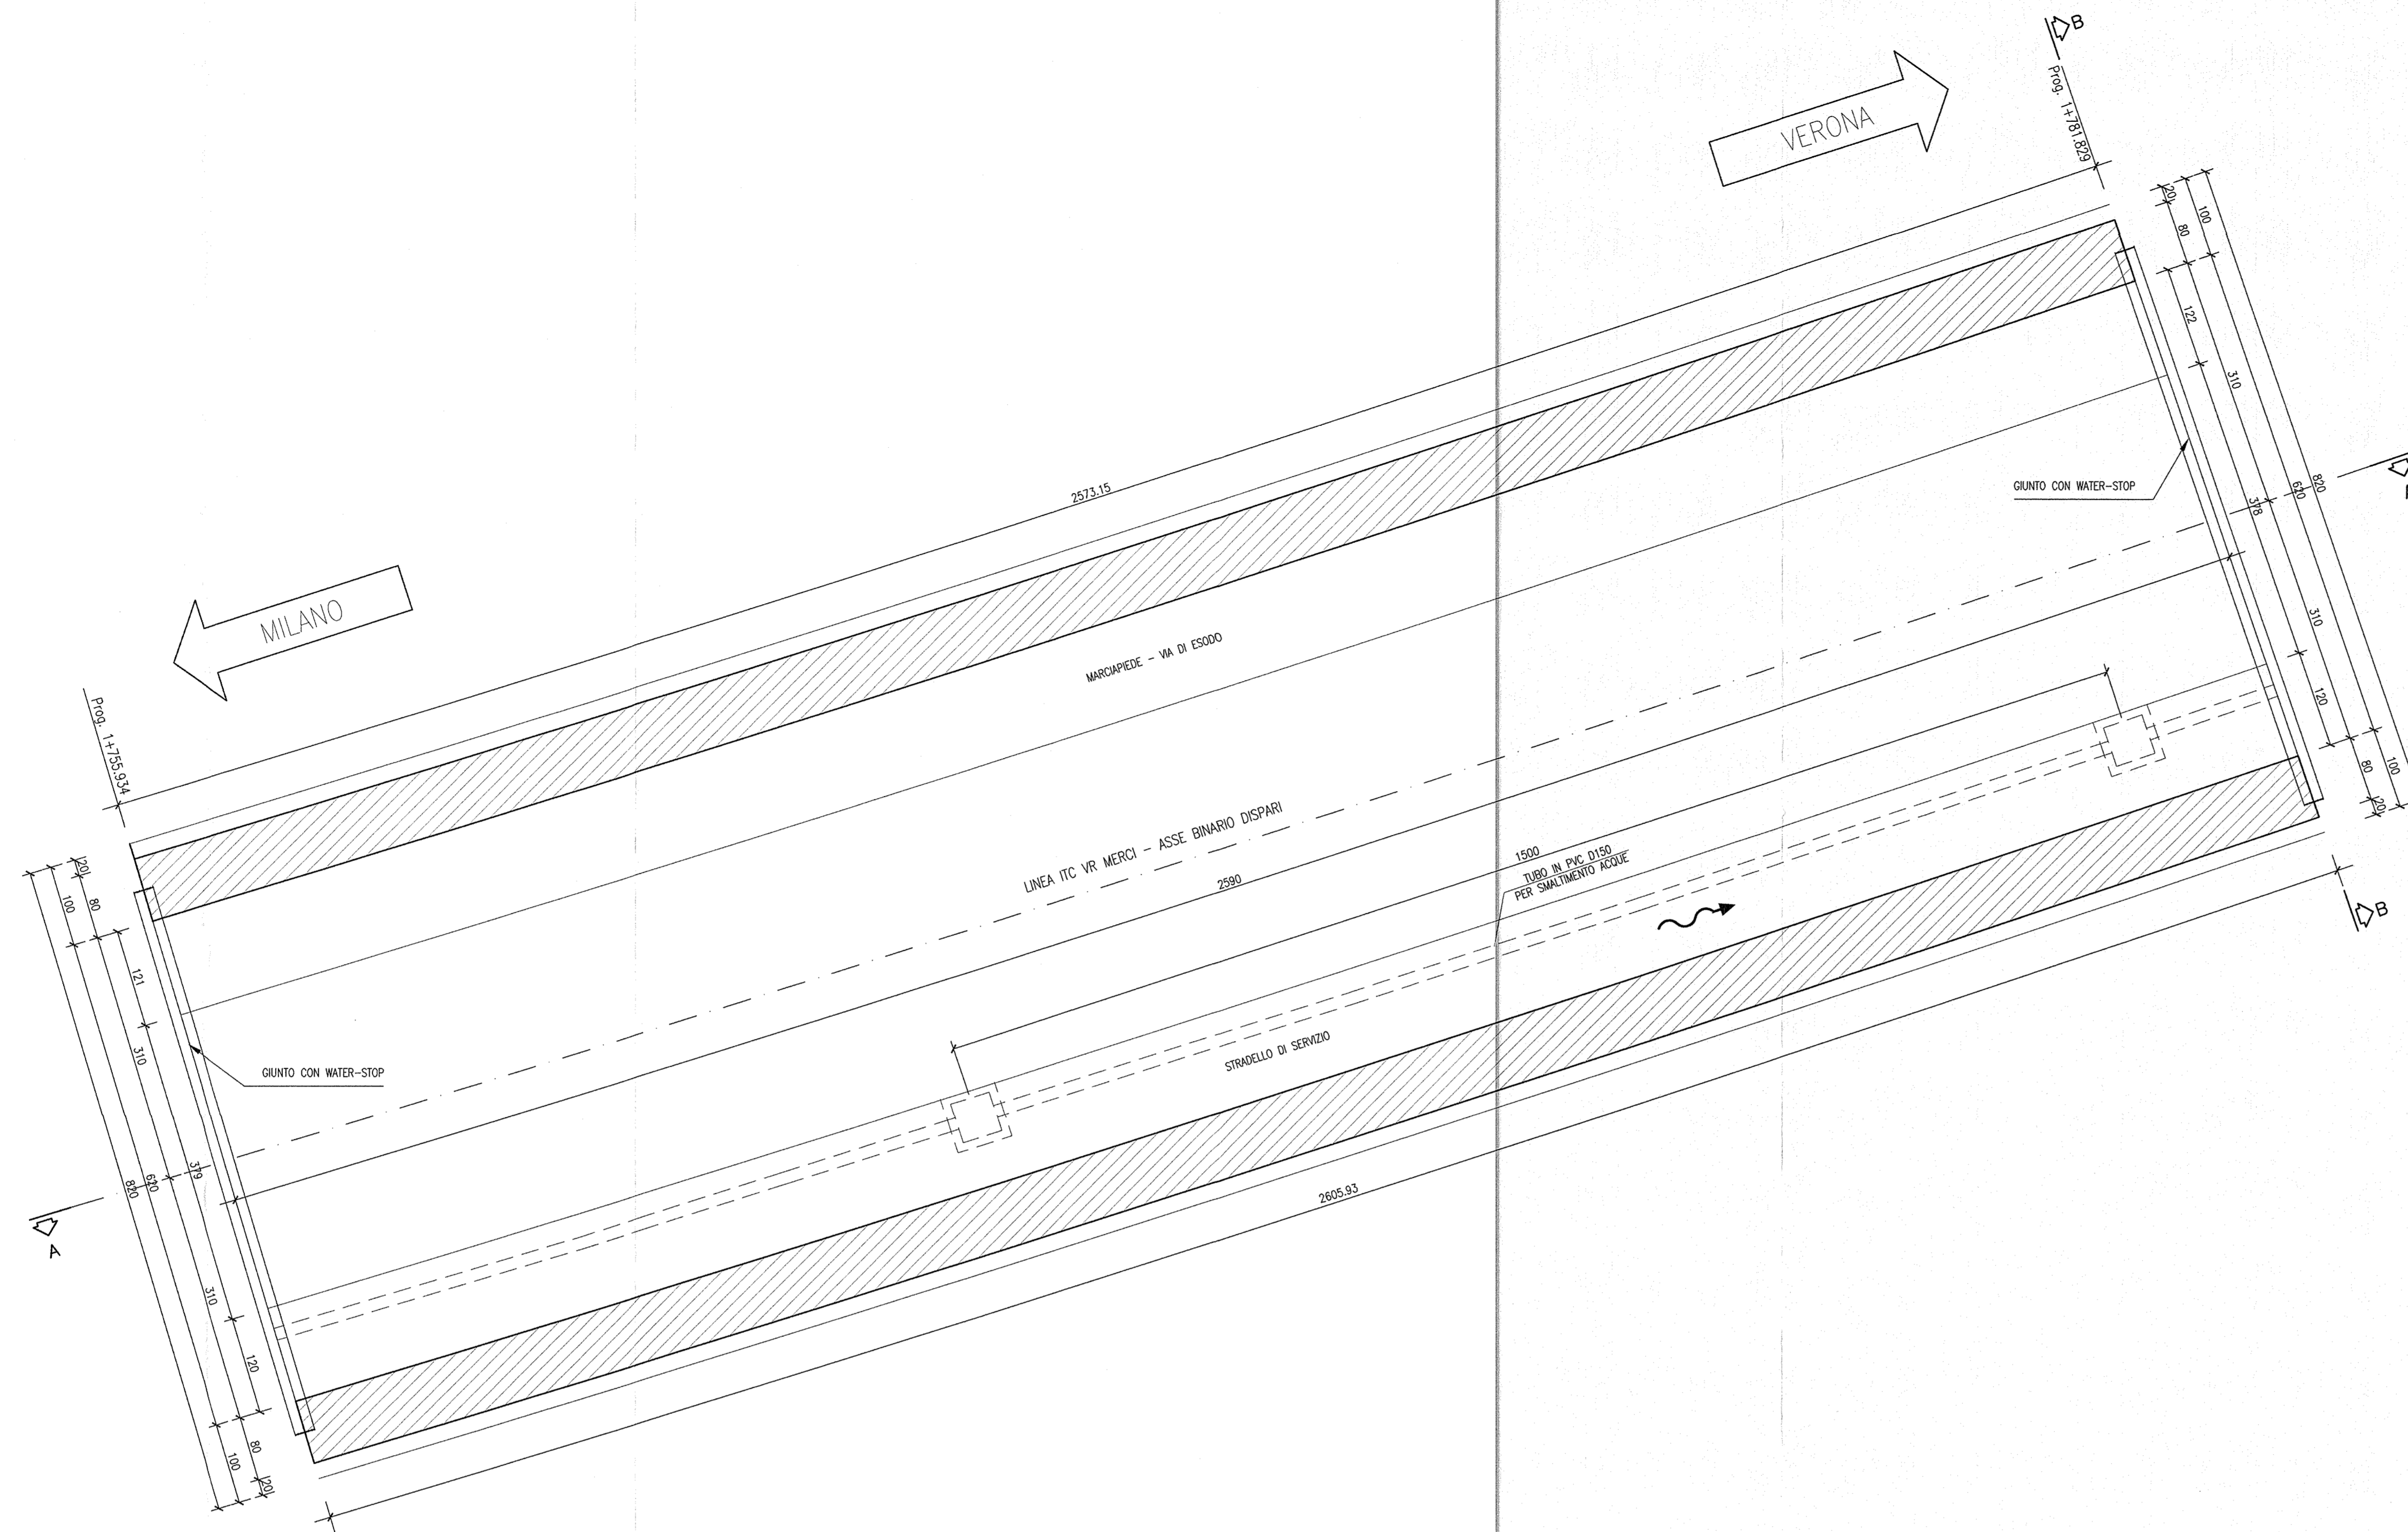 B
Prog. 1+781.829
VERONA
20
80
100
122
310
2573.15
GIUNTO CON WATER-STOP
378
620
820
MILANO
MARCIAPIEDE - VIA DI ESODO
310
120
Prog. 1+755.934
80
100
20
LINEA ITC VR MERCI - ASSE BINARIO DISPARI
2590
1500
TUBO IN PVC D150
PER SMALTIMENTO ACQUE
20
80
100
B
121
310
STRADELLO DI SERVIZIO
GIUNTO CON WATER-STOP
379
620
820
2605.93
A
310
120
80
100
20